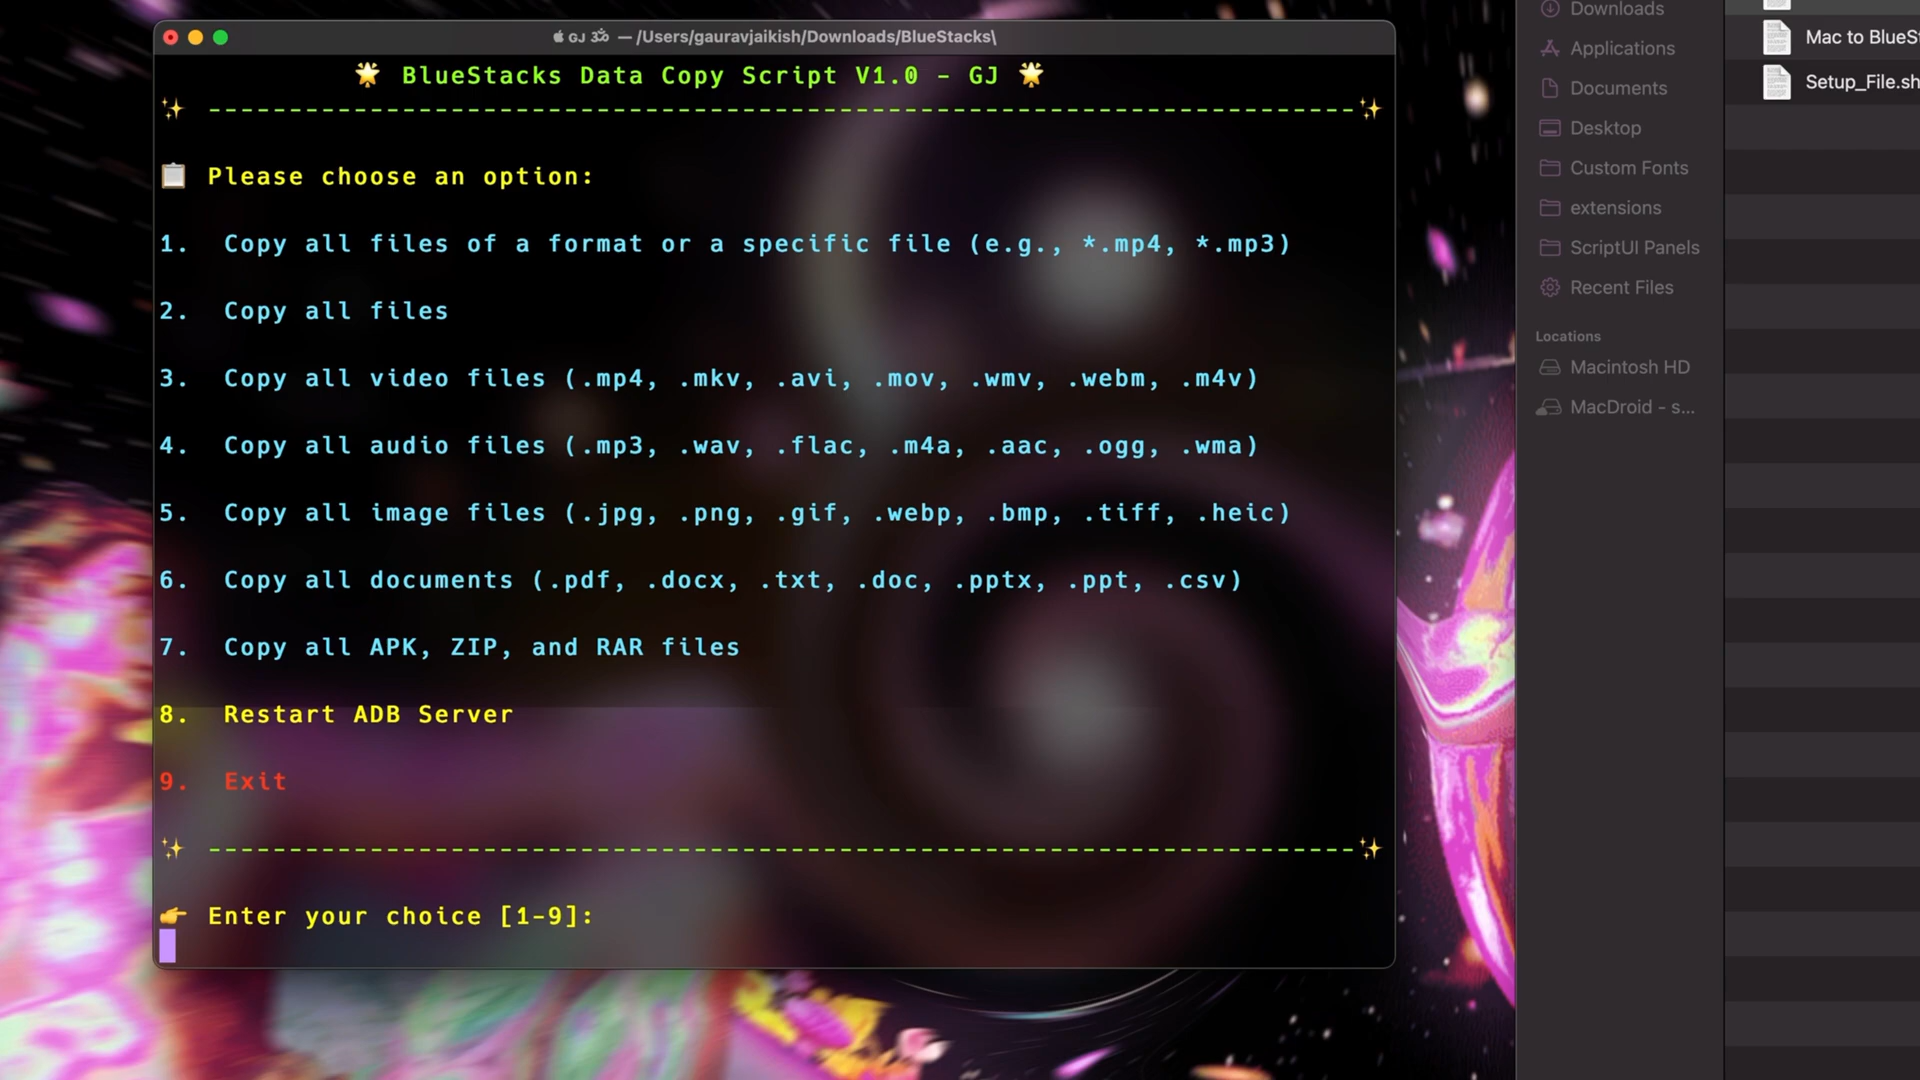 GJ ॐ — /Users/gauravjaikish/Downloads/BlueStacks\
🌟 BlueStacks Data Copy Script V1.0 - GJ 🌟
✨ -----------------------------------------------------------------------✨
📋 Please choose an option:
1. Copy all files of a format or a specific file (e.g., *.mp4, *.mp3)
2. Copy all files
3. Copy all video files (.mp4, .mkv, .avi, .mov, .wmv, .webm, .m4v)
4. Copy all audio files (.mp3, .wav, .flac, .m4a, .aac, .ogg, .wma)
5. Copy all image files (.jpg, .png, .gif, .webp, .bmp, .tiff, .heic)
6. Copy all documents (.pdf, .docx, .txt, .doc, .pptx, .ppt, .csv)
7. Copy all APK, ZIP, and RAR files
8. Restart ADB Server
9. Exit
✨ -----------------------------------------------------------------------✨
👉 Enter your choice [1-9]:
Downloads
Applications
Documents
Desktop
Custom Fonts
extensions
ScriptUI Panels
Recent Files
Locations
Macintosh HD
MacDroid - s...
Mac to BlueSt
Setup_File.sh